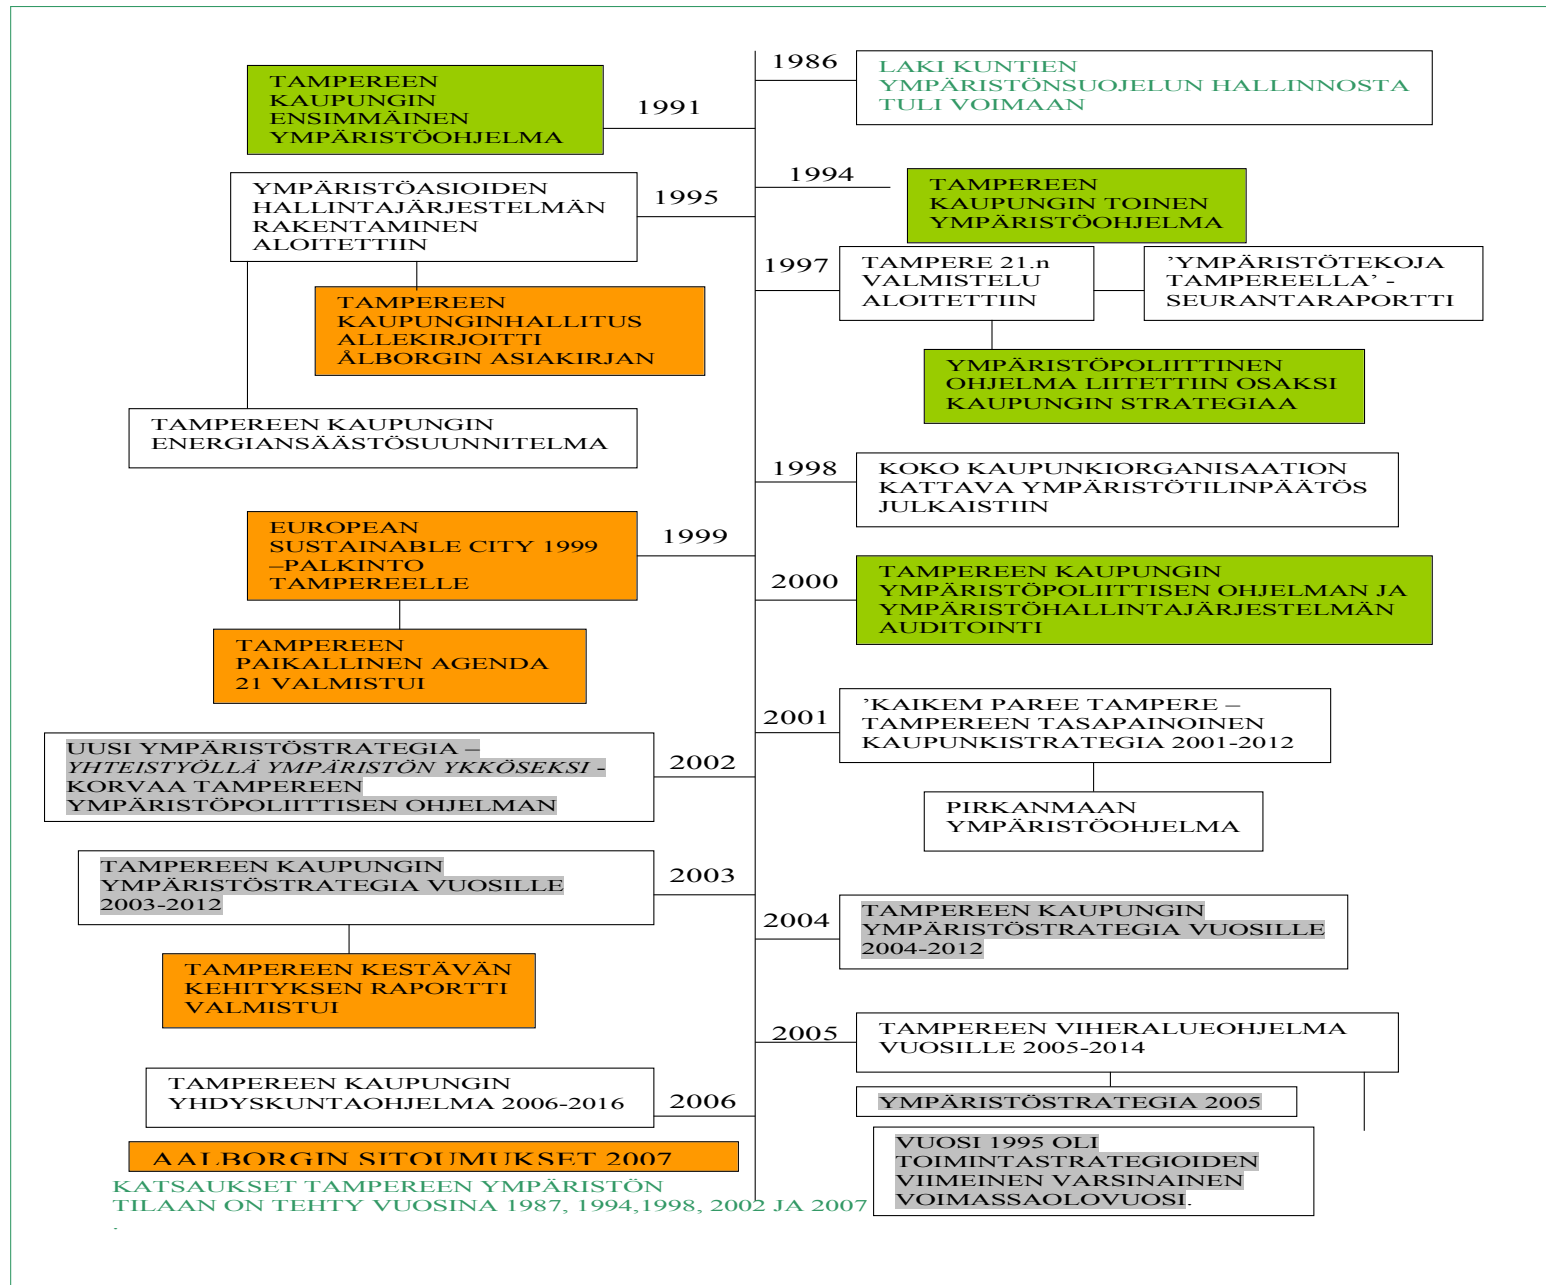 1986
LAKI KUNTIEN
YMPÄRISTÖNSUOJELUN HALLINNOSTA
TULI VOIMAAN
TAMPEREEN
KAUPUNGIN
ENSIMMÄINEN
YMPÄRISTÖOHJELMA
1991
1994
TAMPEREEN
KAUPUNGIN TOINEN
YMPÄRISTÖOHJELMA
YMPÄRISTÖASIOIDEN
HALLINTAJÄRJESTELMÄN
RAKENTAMINEN
ALOITETTIIN
1995
TAMPEREEN
KAUPUNGINHALLITUS
ALLEKIRJOITTI
ÅLBORGIN ASIAKIRJAN
TAMPEREEN KAUPUNGIN
ENERGIANSÄÄSTÖSUUNNITELMA
1997
TAMPERE 21.n
VALMISTELU
ALOITETTIIN
’YMPÄRISTÖTEKOJA
TAMPEREELLA’ -
SEURANTARAPORTTI
YMPÄRISTÖPOLIITTINEN
OHJELMA LIITETTIIN OSAKSI
KAUPUNGIN STRATEGIAA
1998
KOKO KAUPUNKIORGANISAATION
KATTAVA YMPÄRISTÖTILINPÄÄTÖS
JULKAISTIIN
EUROPEAN
SUSTAINABLE CITY 1999
–PALKINTO
TAMPEREELLE
1999
TAMPEREEN
PAIKALLINEN AGENDA
21 VALMISTUI
2000
TAMPEREEN KAUPUNGIN
YMPÄRISTÖPOLIITTISEN OHJELMAN JA
YMPÄRISTÖHALLINTAJÄRJESTELMÄN
AUDITOINTI
2001
’KAIKEM PAREE TAMPERE –
TAMPEREEN TASAPAINOINEN
KAUPUNKISTRATEGIA 2001-2012
PIRKANMAAN
YMPÄRISTÖOHJELMA
UUSI YMPÄRISTÖSTRATEGIA –
YHTEISTYÖLLÄ YMPÄRISTÖN YKKÖSEKSI -
KORVAA TAMPEREEN
YMPÄRISTÖPOLIITTISEN OHJELMAN
2002
TAMPEREEN KAUPUNGIN
YMPÄRISTÖSTRATEGIA VUOSILLE
2003-2012
2003
TAMPEREEN KESTÄVÄN
KEHITYKSEN RAPORTTI
VALMISTUI
2004
TAMPEREEN KAUPUNGIN
YMPÄRISTÖSTRATEGIA VUOSILLE
2004-2012
2005
TAMPEREEN VIHERALUEOHJELMA
VUOSILLE 2005-2014
YMPÄRISTÖSTRATEGIA 2005
VUOSI 1995 OLI
TOIMINTASTRATEGIOIDEN
VIIMEINEN VARSINAINEN
VOIMASSAOLOVUOSI.
TAMPEREEN KAUPUNGIN
YHDYSKUNTAOHJELMA 2006-2016
2006
AALBORGIN SITOUMUKSET 2007
KATSAUKSET TAMPEREEN YMPÄRISTÖN
TILAAN ON TEHTY VUOSINA 1987, 1994,1998, 2002 JA 2007
.